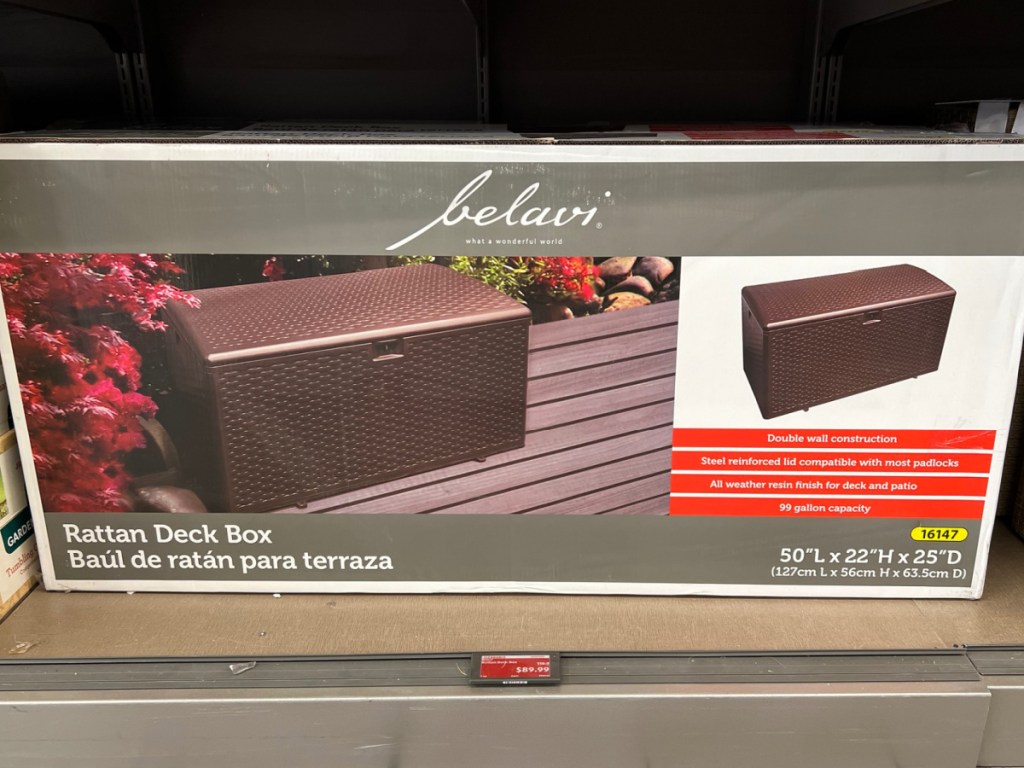 belavi®
what a wonderful world
Double wall construction
Steel reinforced lid compatible with most padlocks
All weather resin finish for deck and patio
99 gallon capacity
Rattan Deck Box
Baúl de ratán para terraza
16147
50"L x 22"H x 25"D
(127cm L x 56cm H x 63.5cm D)
GARDE
Tumbling
$89.99